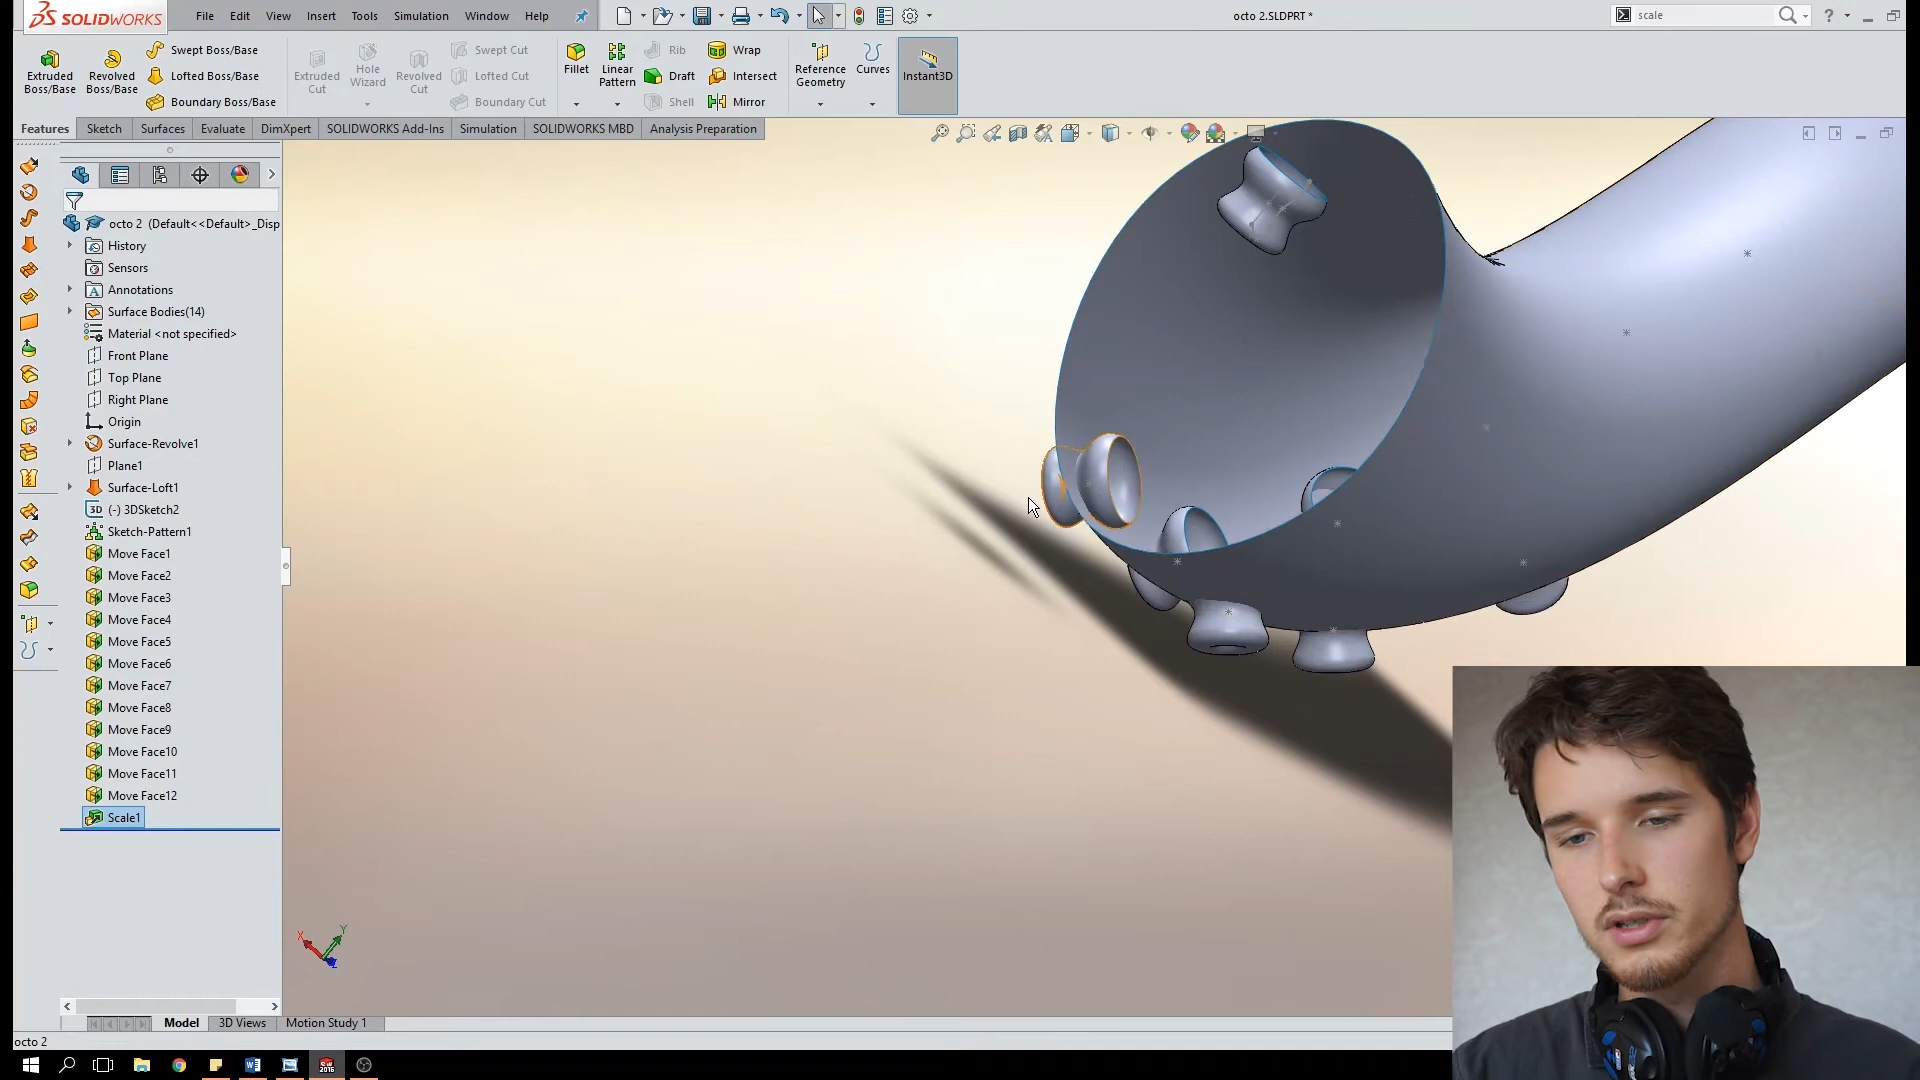 SOLIDWORKS File Edit View Insert Tools Simulation Window Help octo 2.SLDPRT * scale ?
Extruded Boss/Base
Revolved Boss/Base
Swept Boss/Base
Lofted Boss/Base
Boundary Boss/Base
Extruded Cut
Hole Wizard
Revolved Cut
Swept Cut
Lofted Cut
Boundary Cut
Fillet
Linear Pattern
Rib
Draft
Shell
Wrap
Intersect
Mirror
Reference Geometry
Curves
Instant3D
Features Sketch Surfaces Evaluate DimXpert SOLIDWORKS Add-Ins Simulation SOLIDWORKS MBD Analysis Preparation
octo 2 (Default<<Default>_Disp
History
Sensors
Annotations
Surface Bodies(14)
Material <not specified>
Front Plane
Top Plane
Right Plane
Origin
Surface-Revolve1
Plane1
Surface-Loft1
3D (-) 3DSketch2
Sketch-Pattern1
Move Face1
Move Face2
Move Face3
Move Face4
Move Face5
Move Face6
Move Face7
Move Face8
Move Face9
Move Face10
Move Face11
Move Face12
Scale1
X Y Z
Model 3D Views Motion Study 1
octo 2